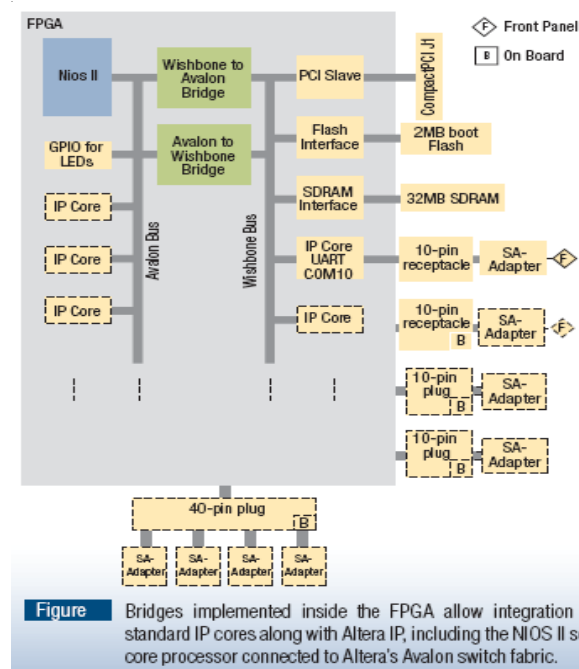 FPGA
Nios II
Wishbone to
Avalon
Bridge
PCI Slave
CompactPCI J1
F Front Panel
B On Board
GPIO for
LEDs
Avalon to
Wishbone
Bridge
Flash
Interface
2MB boot
Flash
IP Core
SDRAM
Interface
32MB SDRAM
Avalon Bus
Wishbone Bus
IP Core
IP Core
UART
COM10
10-pin
receptacle
SA-
Adapter
F
IP Core
IP Core
10-pin
receptacle
B
SA-
Adapter
F
10-pin
plug
B
SA-
Adapter
10-pin
plug
B
SA-
Adapter
40-pin plug
B
SA-
Adapter
SA-
Adapter
SA-
Adapter
SA-
Adapter
Figure
Bridges implemented inside the FPGA allow integration
standard IP cores along with Altera IP, including the NIOS II
core processor connected to Altera's Avalon switch fabric.